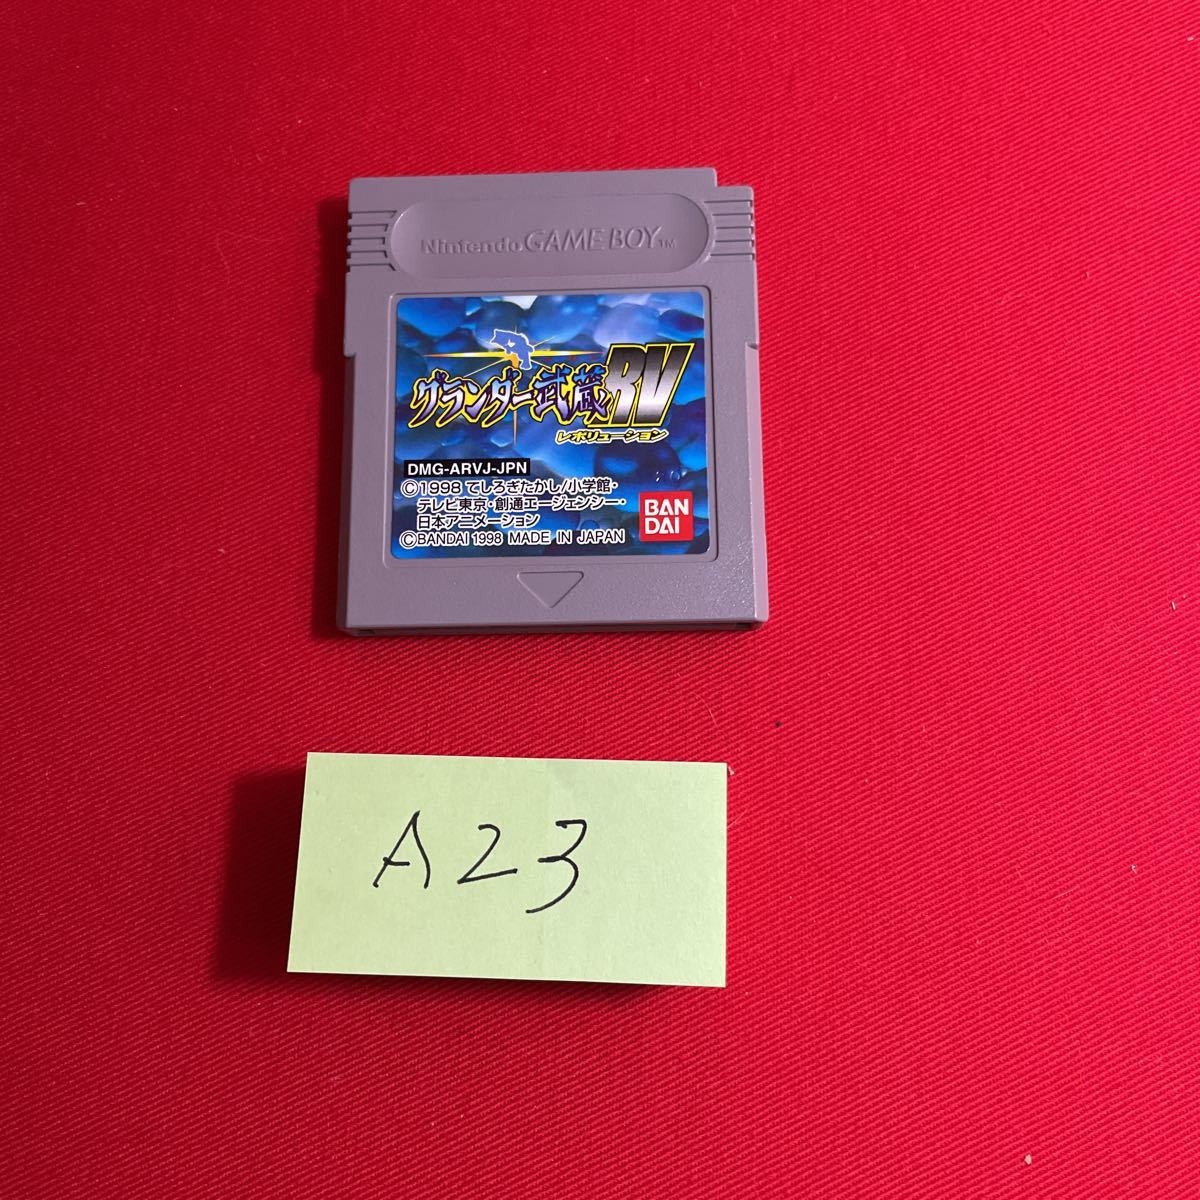 Nintendo GAME BOY™
グランダー武蔵RV
レボリューション
DMG-ARVJ-JPN
©1998 てしろぎたかし/小学館・
テレビ東京・創通エージェンシー・
日本アニメーション
©BANDAI 1998 MADE IN JAPAN
BAN
DAI
A23